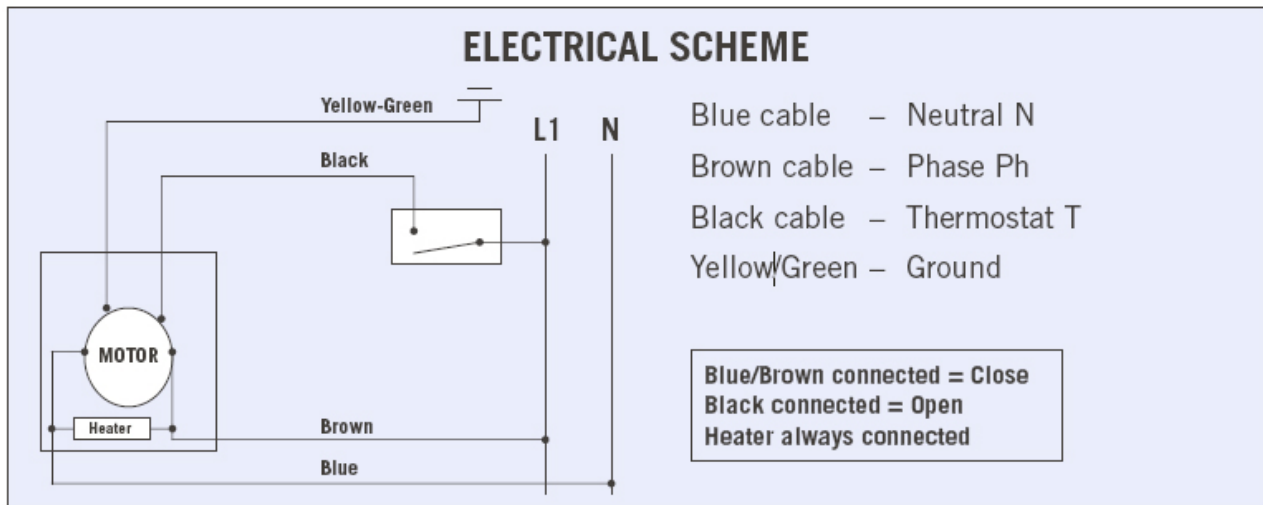 ELECTRICAL SCHEME
Yellow-Green
L1 N
Black
MOTOR
Heater
Brown
Blue
Blue cable – Neutral N
Brown cable – Phase Ph
Black cable – Thermostat T
Yellow/Green – Ground
Blue/Brown connected = Close
Black connected = Open
Heater always connected